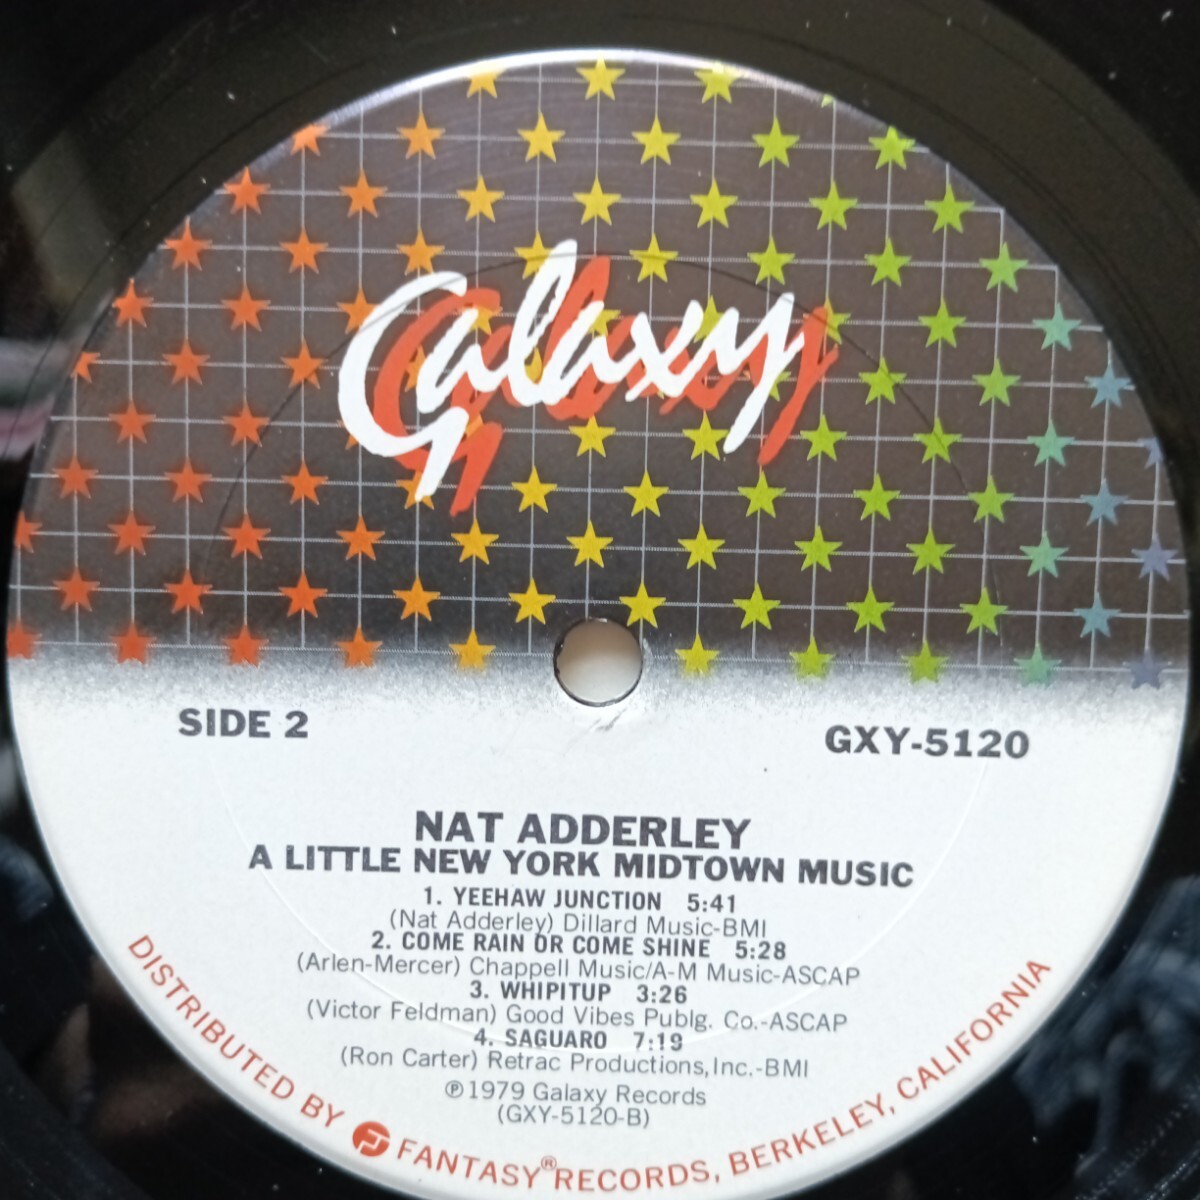 Galaxy
SIDE 2
GXY-5120
NAT ADDERLEY
A LITTLE NEW YORK MIDTOWN MUSIC
1. YEEHAW JUNCTION 5:41
(Nat Adderley) Dillard Music-BMI
2. COME RAIN OR COME SHINE 5:28
(Arlen-Mercer) Chappell Music/A-M Music-ASCAP
3. WHIPITUP 3:26
(Victor Feldman) Good Vibes Publg. Co.-ASCAP
4. SAGUARO 7:19
(Ron Carter) Retrac Productions,Inc.-BMI
℗1979 Galaxy Records
(GXY-5120-B)
DISTRIBUTED BY FANTASY® RECORDS, BERKELEY, CALIFORNIA